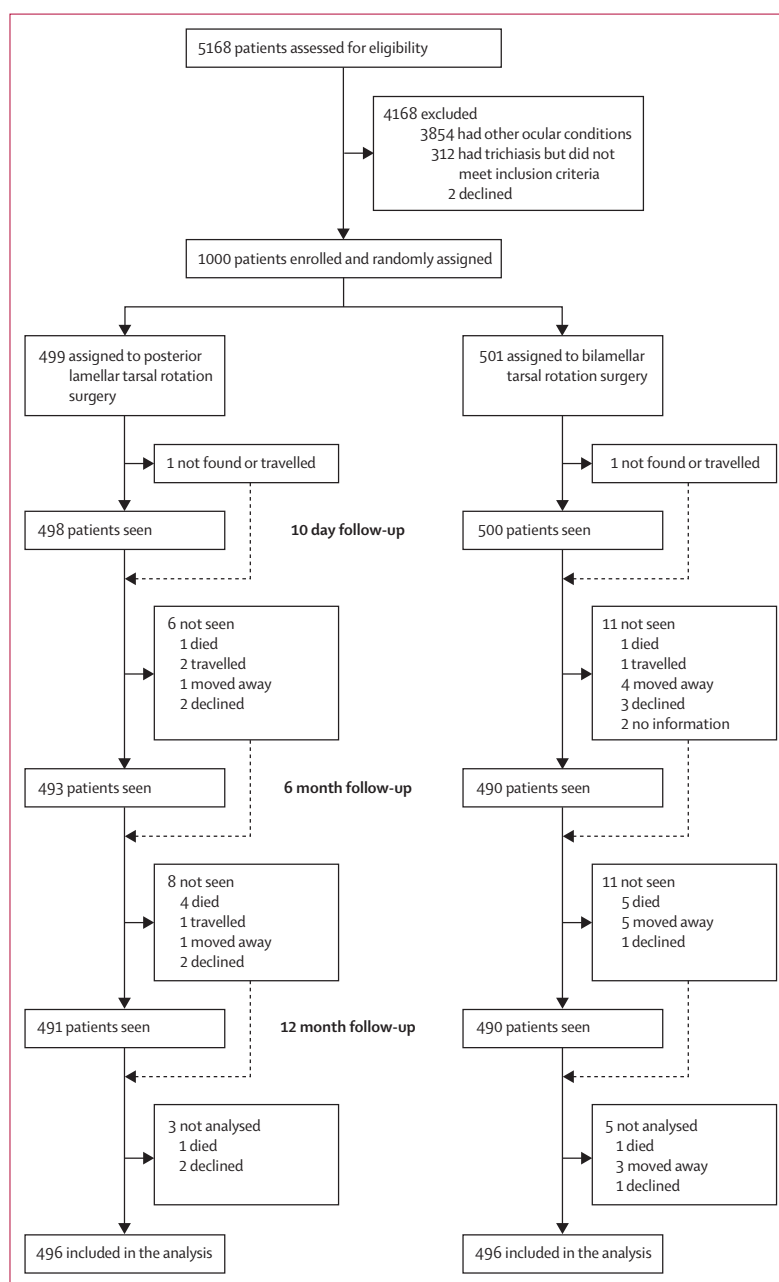 5168 patients assessed for eligibility
4168 excluded
3854 had other ocular conditions
312 had trichiasis but did not
meet inclusion criteria
2 declined
1000 patients enrolled and randomly assigned
499 assigned to posterior
lamellar tarsal rotation
surgery
501 assigned to bilamellar
tarsal rotation surgery
1 not found or travelled
1 not found or travelled
498 patients seen
10 day follow-up
500 patients seen
6 not seen
1 died
2 travelled
1 moved away
2 declined
11 not seen
1 died
1 travelled
4 moved away
3 declined
2 no information
493 patients seen
6 month follow-up
490 patients seen
8 not seen
4 died
1 travelled
1 moved away
2 declined
11 not seen
5 died
5 moved away
1 declined
491 patients seen
12 month follow-up
490 patients seen
3 not analysed
1 died
2 declined
5 not analysed
1 died
3 moved away
1 declined
496 included in the analysis
496 included in the analysis